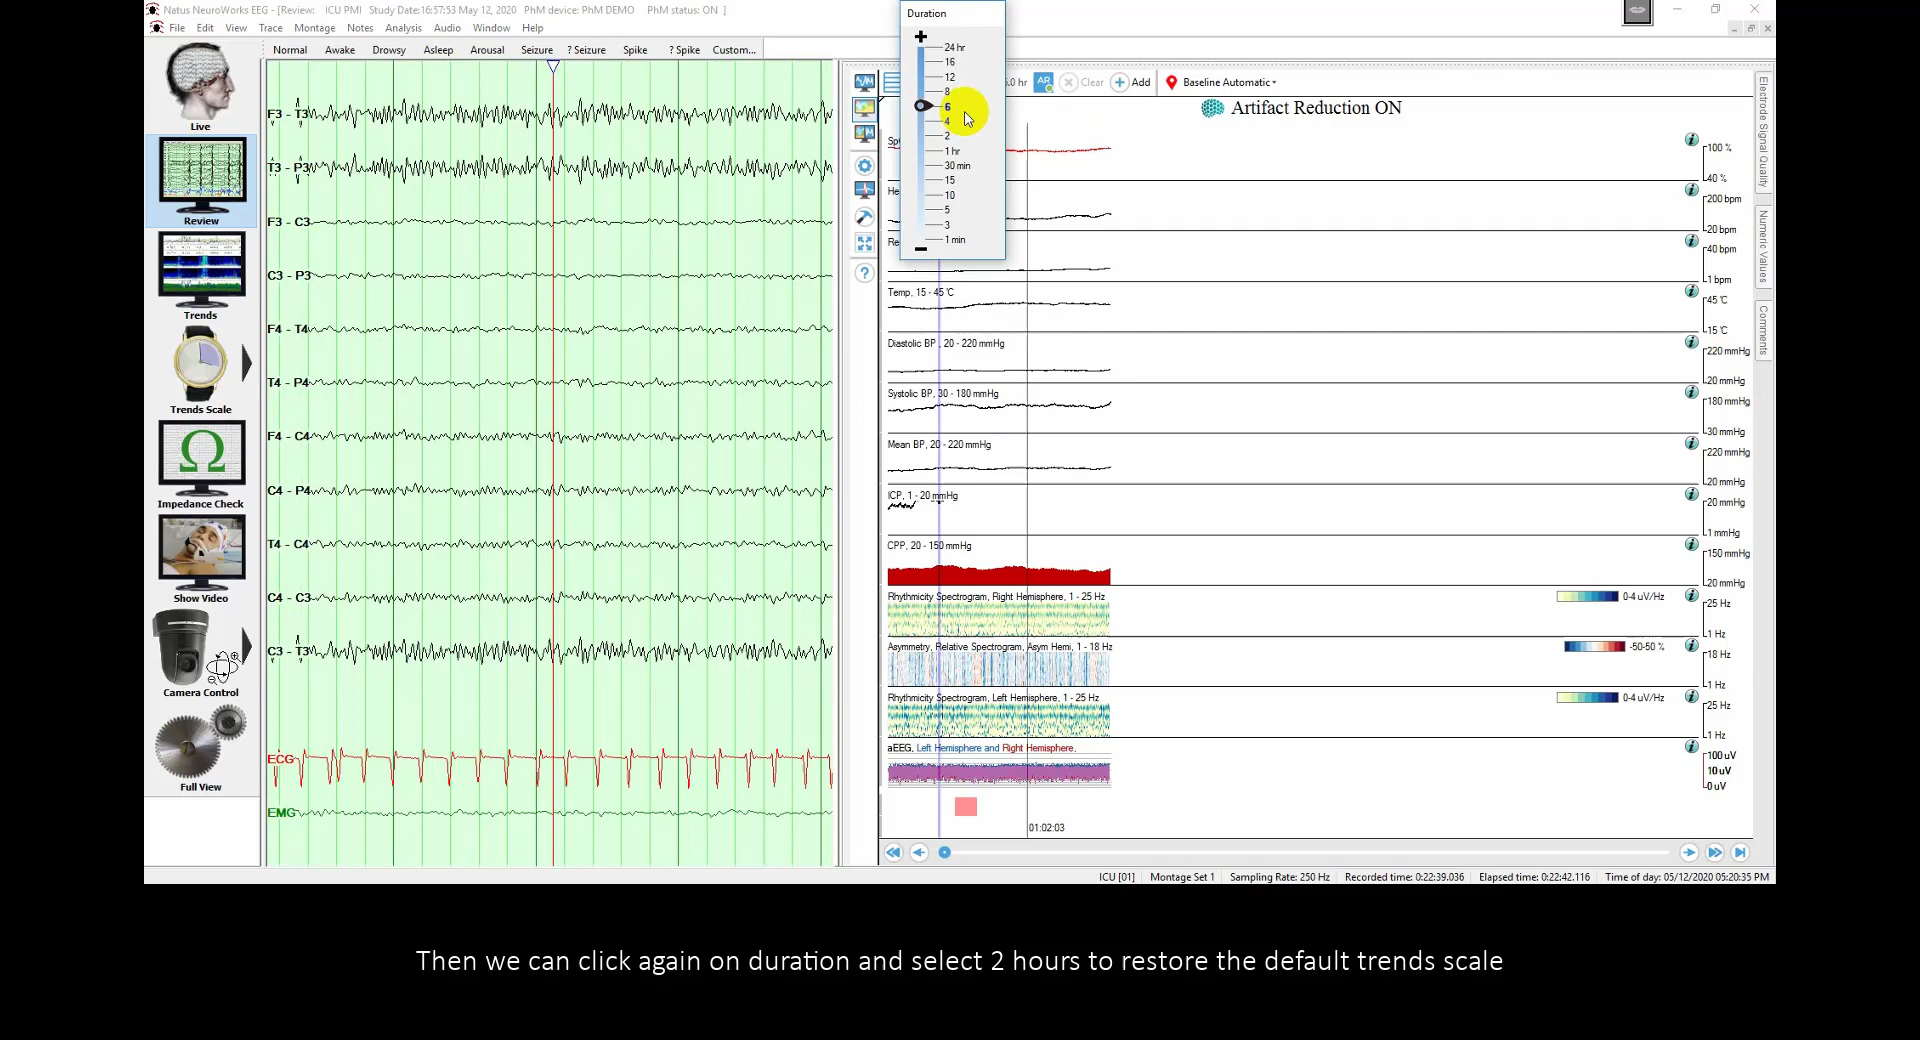 Natus NeuroWorks EEG - [Review: ICU PMI Study Date:16:57:53 May 12, 2020 PhM device: PhM DEMO PhM status: ON ]
File Edit View Trace Montage Notes Analysis Audio Window Help
Normal Awake Drowsy Asleep Arousal Seizure ? Seizure Spike ? Spike Custom...
Live
Review
Trends
Trends Scale
Impedance Check
Show Video
Camera Control
Full View
F3 - T3
T3 - P3
F3 - C3
C3 - P3
F4 - T4
T4 - P4
F4 - C4
C4 - P4
T4 - C4
C4 - C3
C3 - T3
ECG
EMG
Duration
24 hr
16
12
8
6
4
2
1 hr
30 min
15
10
5
3
1 min
.0 hr AR Clear Add Baseline Automatic
Artifact Reduction ON
100 %
40 %
200 bpm
20 bpm
40 bpm
1 bpm
Temp, 15 - 45 °C
45 °C
15 °C
Diastolic BP , 20 - 220 mmHg
220 mmHg
20 mmHg
Systolic BP, 30 - 180 mmHg
180 mmHg
30 mmHg
Mean BP, 20 - 220 mmHg
220 mmHg
20 mmHg
ICP, 1 - 20 mmHg
20 mmHg
1 mmHg
CPP, 20 - 150 mmHg
150 mmHg
20 mmHg
Rhythmicity Spectrogram, Right Hemisphere, 1 - 25 Hz 0-4 uV/Hz
25 Hz
1 Hz
Asymmetry, Relative Spectrogram, Asym Hemi, 1 - 18 Hz -50-50 %
18 Hz
1 Hz
Rhythmicity Spectrogram, Left Hemisphere, 1 - 25 Hz 0-4 uV/Hz
25 Hz
1 Hz
aEEG, Left Hemisphere and Right Hemisphere,
100 uV
10 uV
0 uV
01:02:03
Electrode Signal Quality
Numeric Values
Comments
ICU [01] Montage Set 1 Sampling Rate: 250 Hz Recorded time: 0:22:39.036 Elapsed time: 0:22:42.116 Time of day: 05/12/2020 05:20:35 PM
Then we can click again on duration and select 2 hours to restore the default trends scale